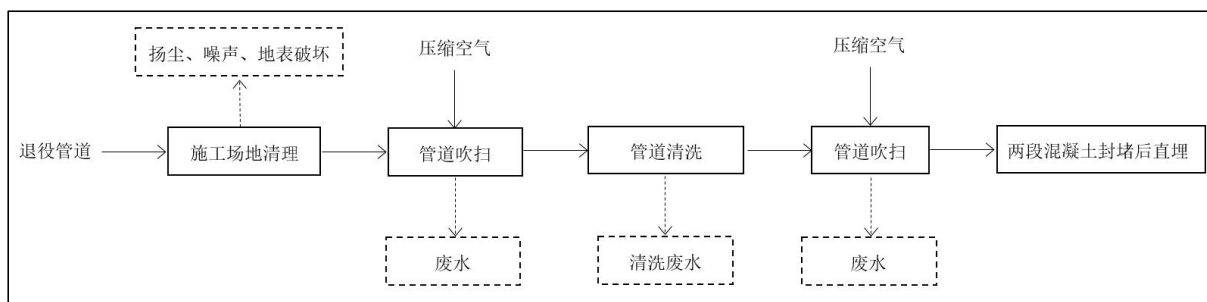 扬尘、噪声、地表破坏
压缩空气
压缩空气
退役管道
施工场地清理
管道吹扫
管道清洗
管道吹扫
两段混凝土封堵后直埋
废水
清洗废水
废水